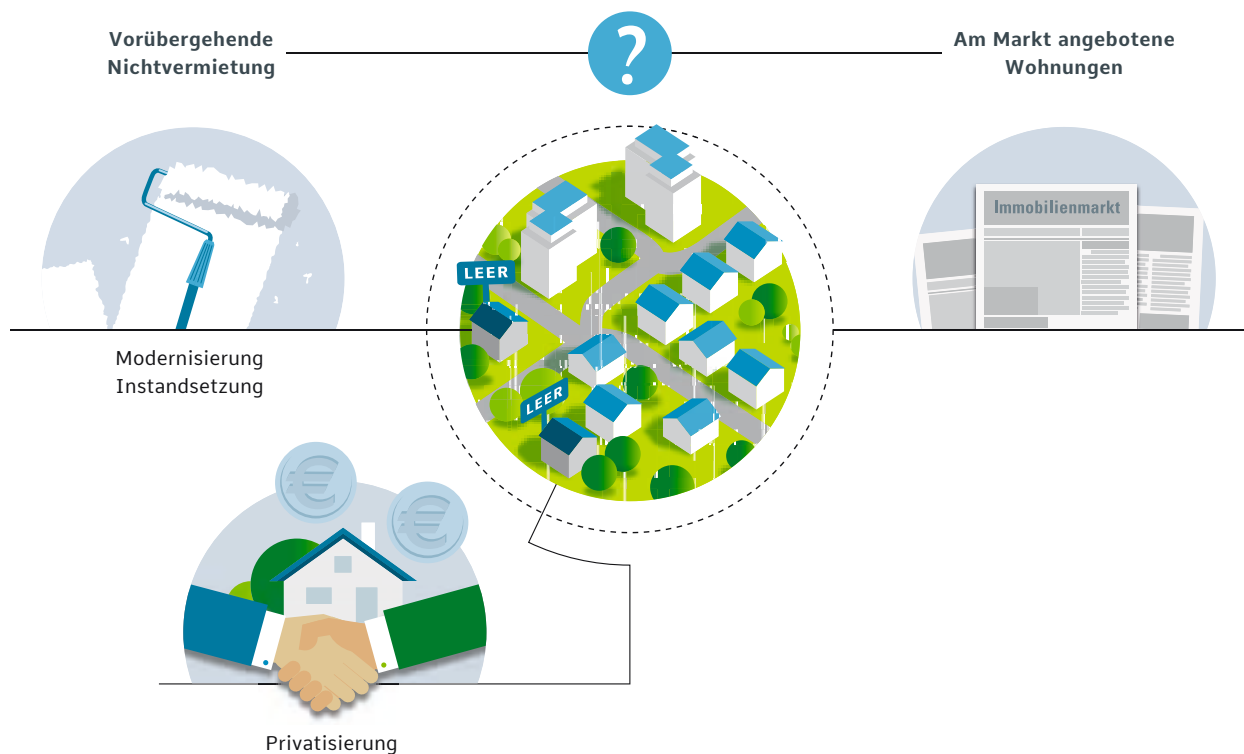 Vorübergehende
Nichtvermietung
?
Am Markt angebotene
Wohnungen
Immobilienmarkt
LEER
LEER
Modernisierung
Instandsetzung
€
€
Privatisierung